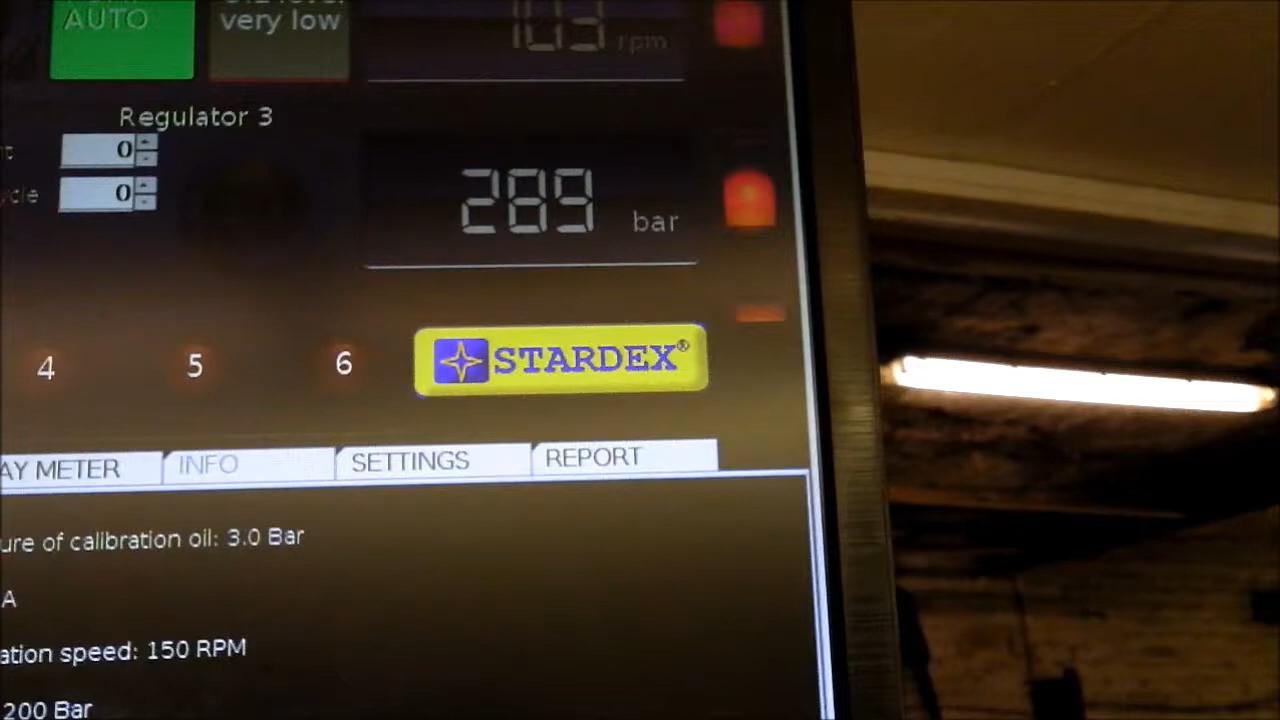 AUTO
very low
103 rpm
Regulator 3
0
0
289 bar
4 5 6
STARDEX®
AY METER INFO SETTINGS REPORT
ure of calibration oil: 3.0 Bar
A
ation speed: 150 RPM
200 Bar